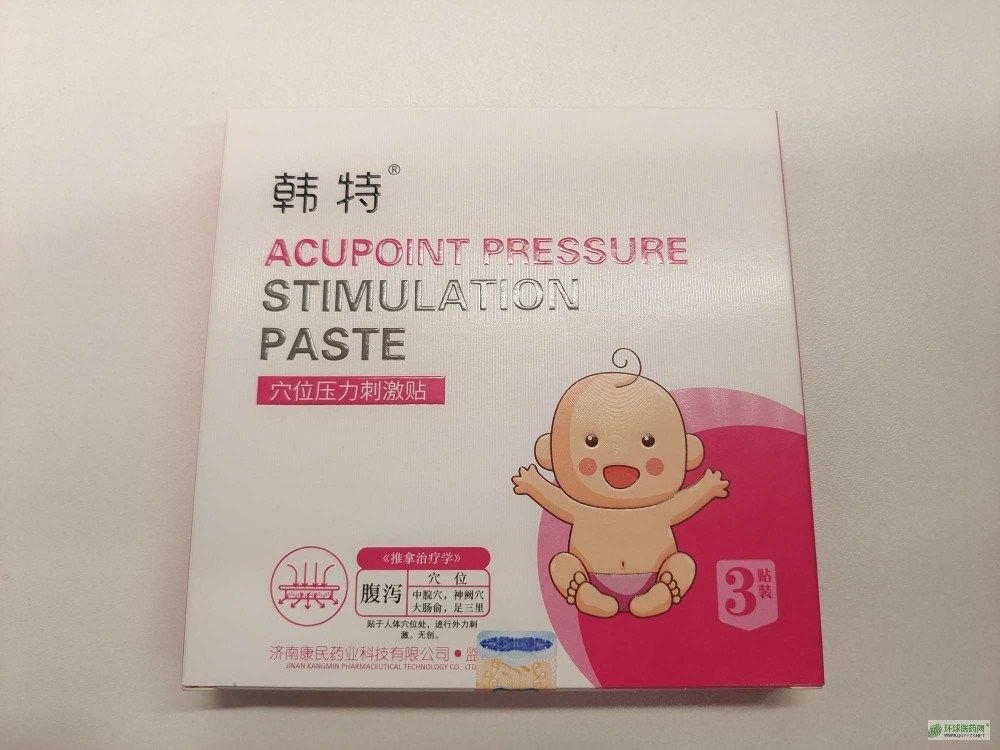 韩特®
ACUPOINT PRESSURE
STIMULATION
PASTE
穴位压力刺激贴
3贴装
《推拿治疗学》
腹泻
穴 位
中脘穴，神阙穴
大肠俞，足三里
贴于人体穴位处，进行外力刺
激。无创。
济南康民药业科技有限公司•监
JINAN KANGMIN PHARMACEUTICAL TECHNOLOGY CO., LTD
环球医药网